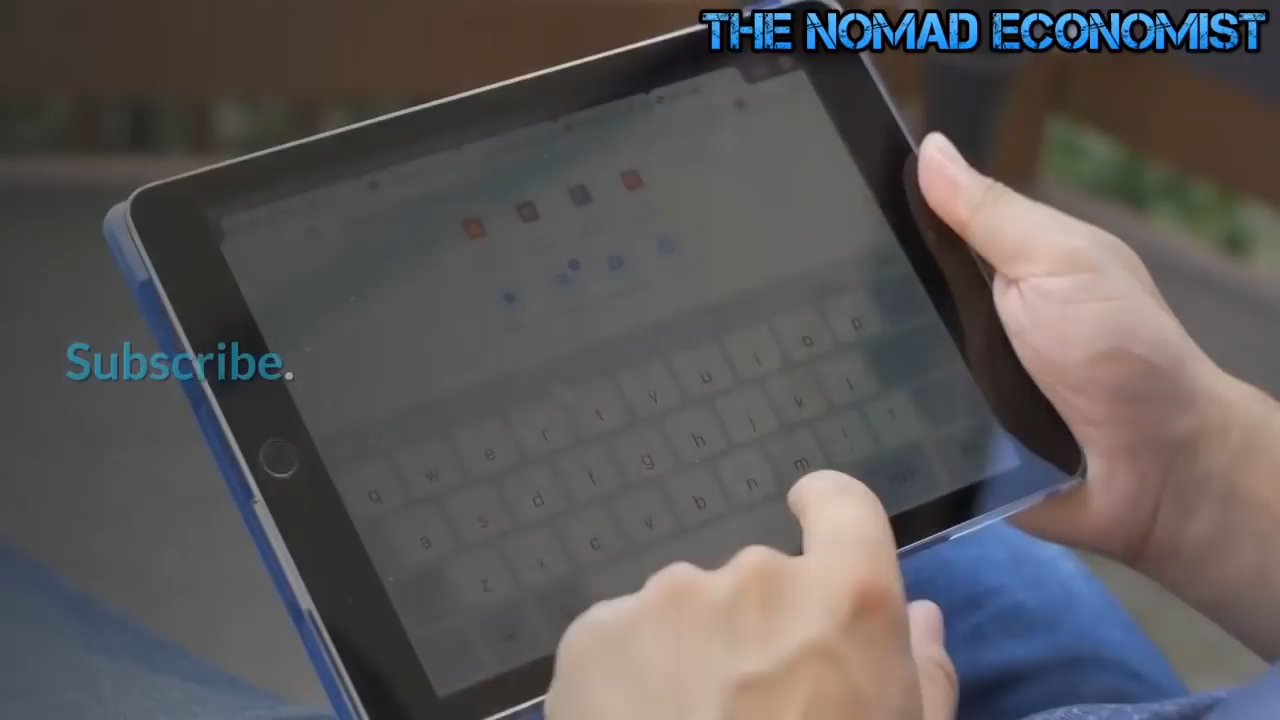 THE NOMAD ECONOMIST
Subscribe.
q w e r t y u i o p
a s d f g h j k l
z x c v b n m ! ?